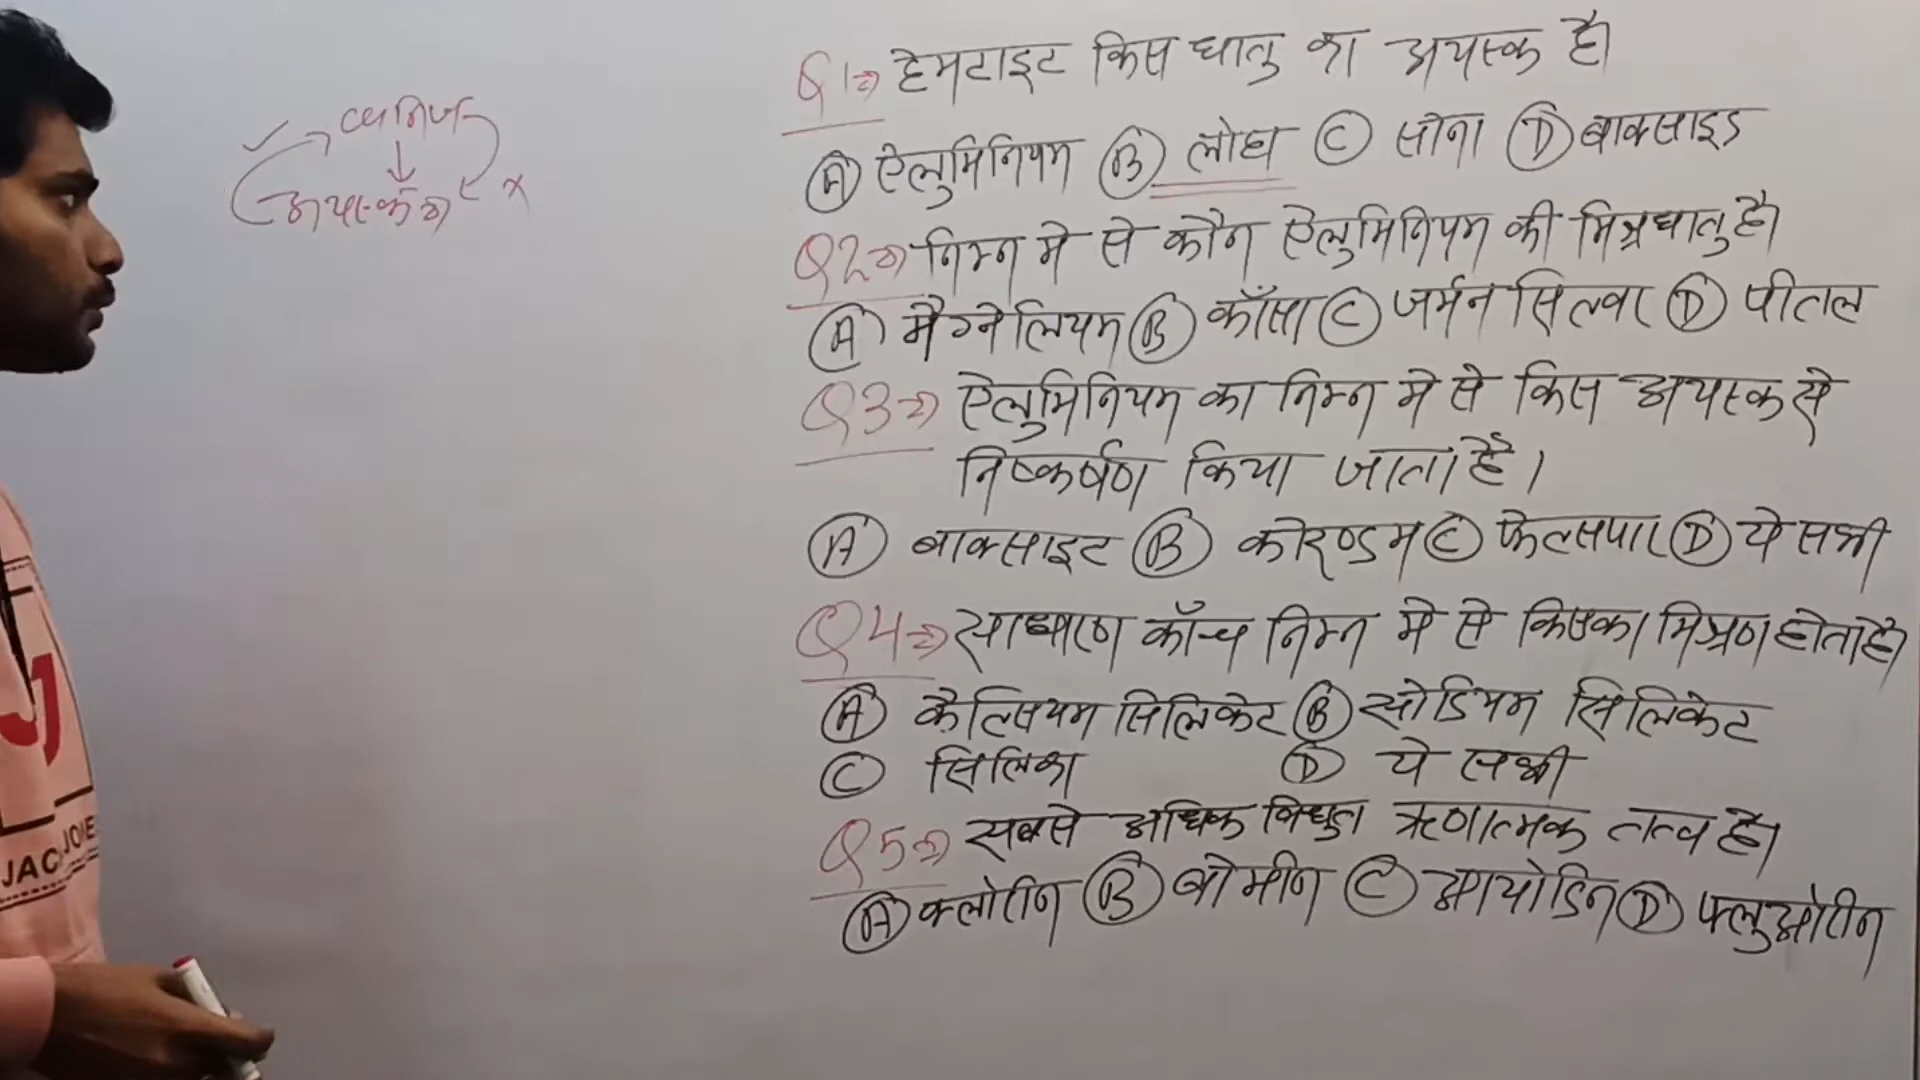 खनिज
अयस्क
Q1⇒ हेमटाइट किस धातु का अयस्क है।
(A) ऐलुमिनियम (B) लोहा (C) सोना (D) बाक्साइड
Q2⇒ निम्न मे से कौन ऐलुमिनियम की मिश्रधातु है।
(A) मैग्नेलियम (B) काँसा (C) जर्मन सिल्वर (D) पीतल
Q3⇒ ऐलुमिनियम का निम्न मे से किस अयस्क से
निष्कर्षण किया जाता है।
(A) बाक्साइट (B) कोरण्डम (C) फेल्सपार (D) ये सभी
Q4⇒ साधारण काँच निम्न मे से किसका मिश्रण होता है।
(A) कैल्सियम सिलिकेट (B) सोडियम सिलिकेट
(C) सिलिका (D) ये सभी
Q5⇒ सबसे अधिक विधुत ऋणात्मक तत्व है।
(A) क्लोरीन (B) ब्रोमीन (C) आयोडिन (D) फ्लुओरीन
JACK JONE